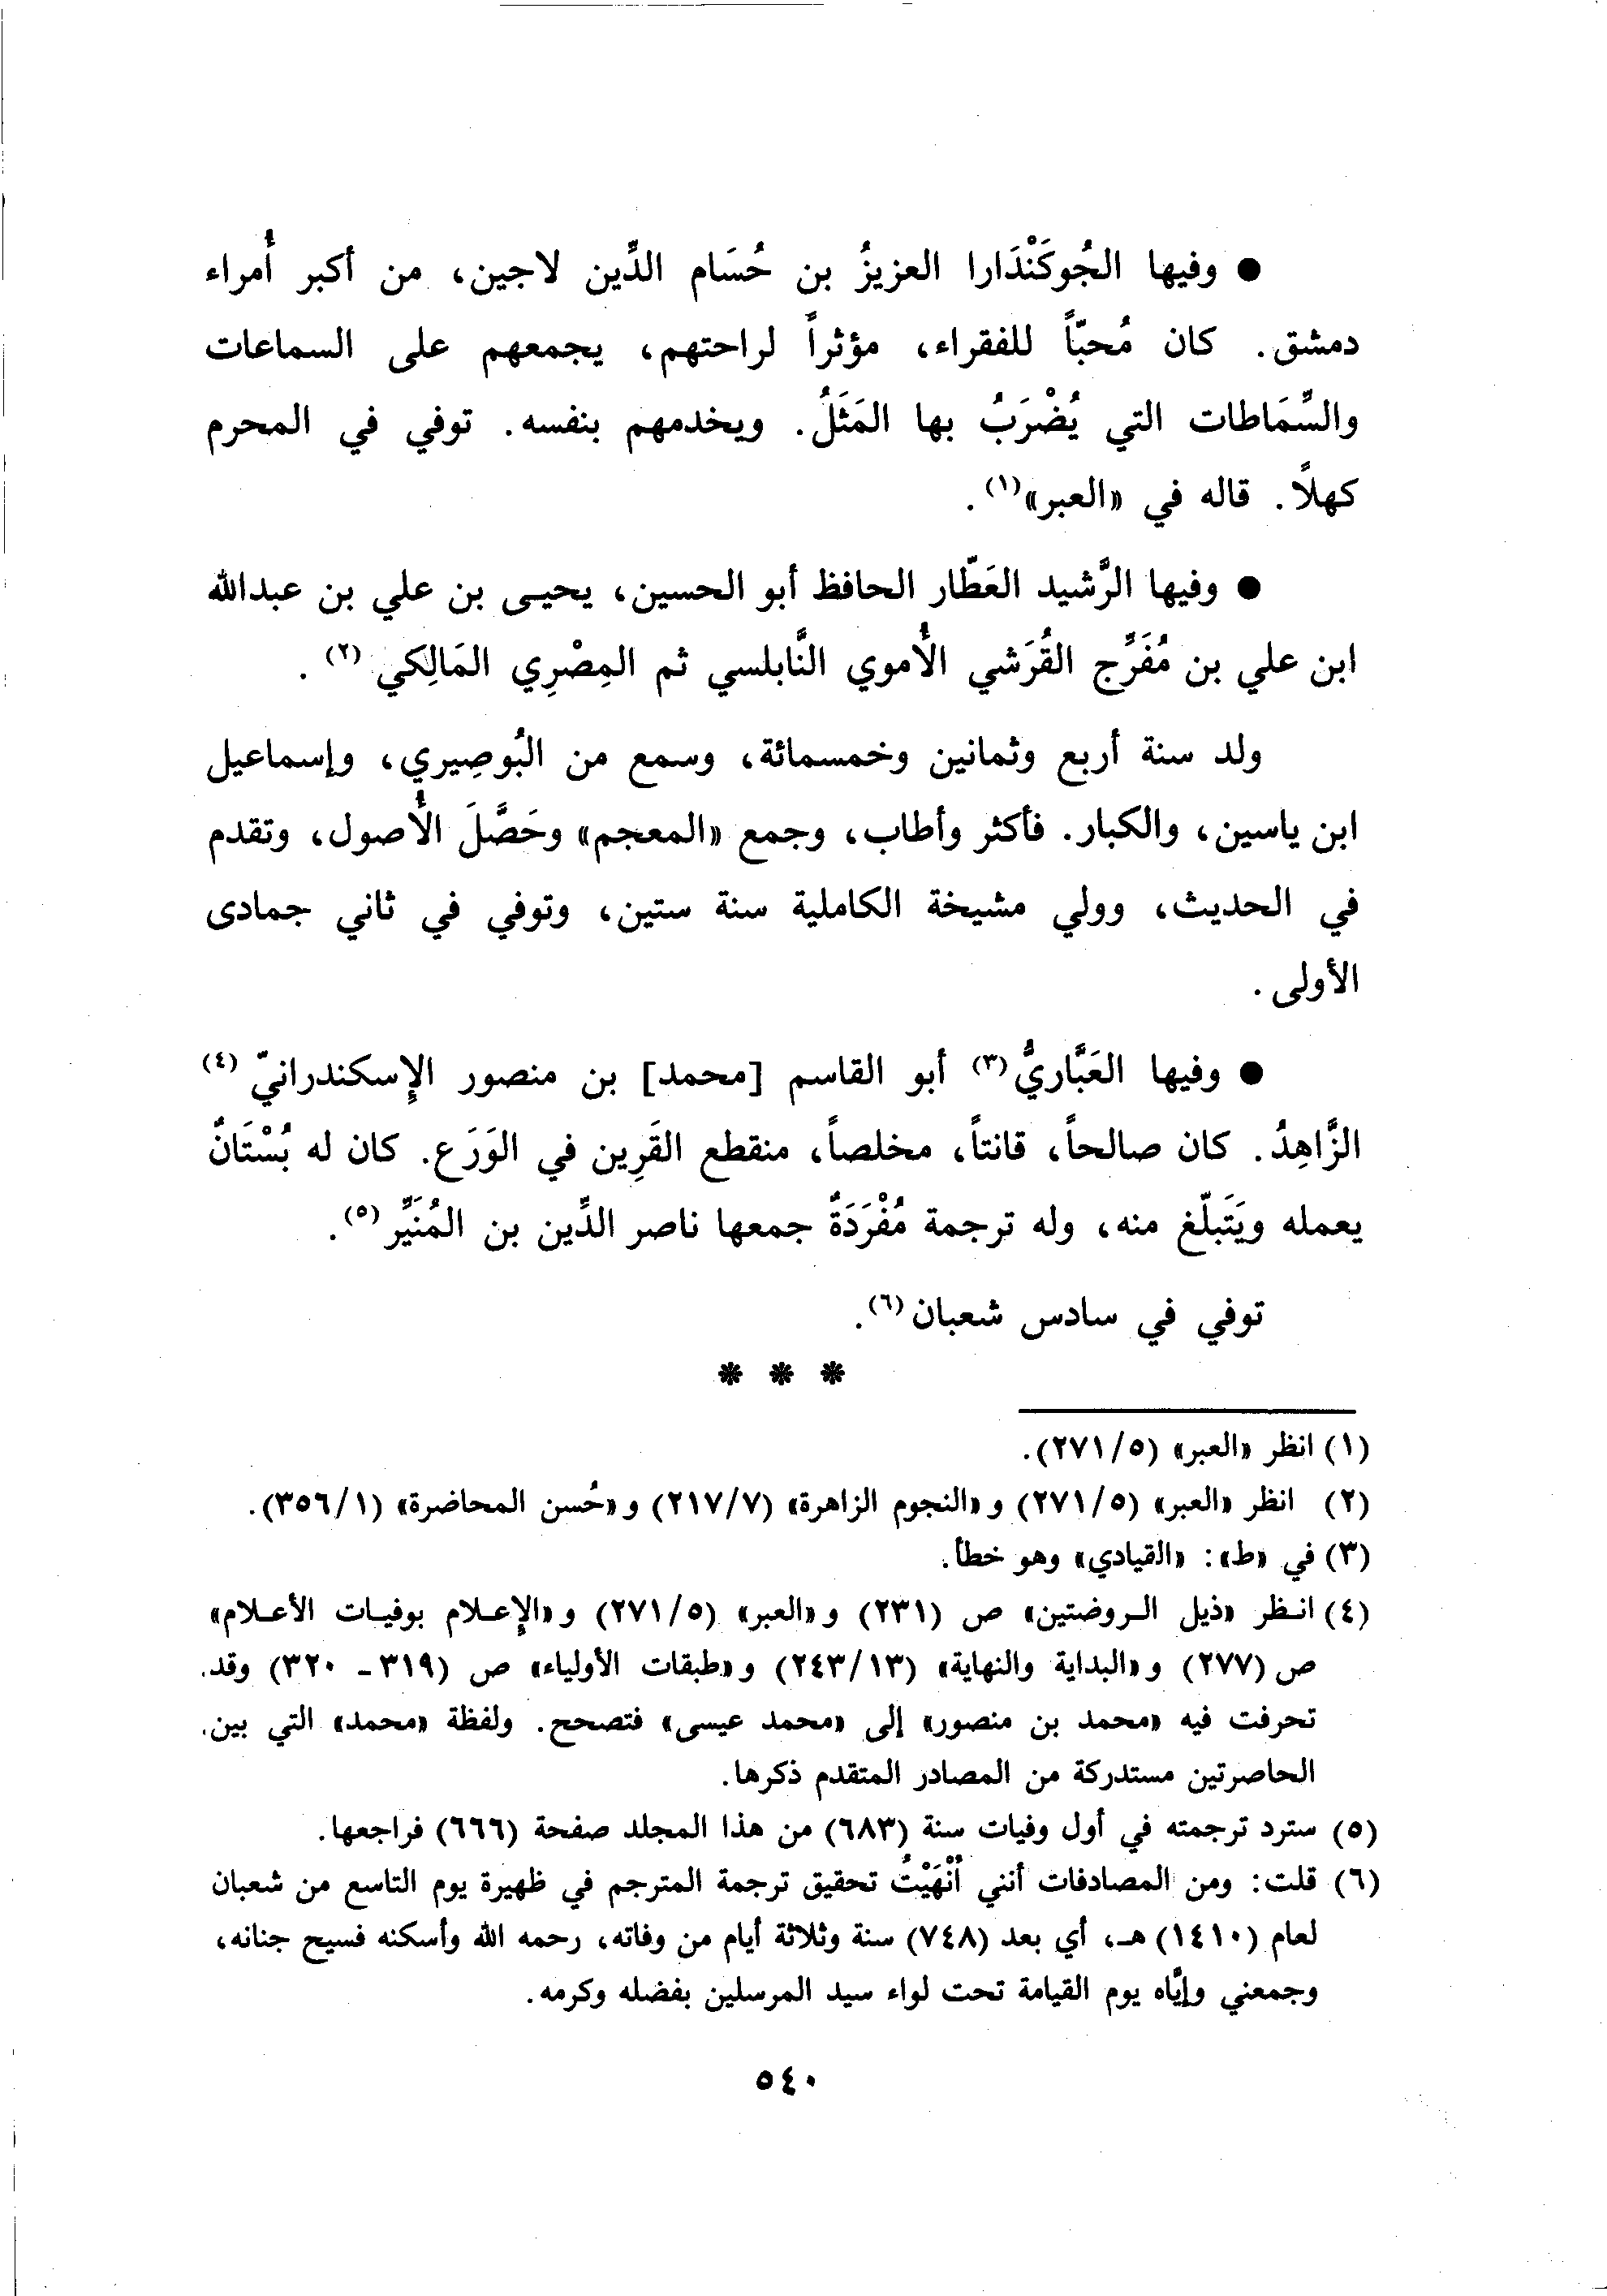 ● وفيها الجُوكَنْدَارا العزيزُ بن حُسَام الدِّين لاجين، من أكبر أُمراء
دمشق. كان مُحبّاً للفقراء، مؤثراً لراحتهم، يجمعهم على السماعات
والسِّمَاطات التي يُضْرَبُ بها المَثَلُ. ويخدمهم بنفسه. توفي في المحرم
كهلاً. قاله في «العبر»(١).
● وفيها الرَّشيد العَطّار الحافظ أبو الحسين، يحيى بن علي بن عبدالله
ابن علي بن مُفَرِّج القُرَشي الأُموي النَّابلسي ثم المِصْرِي المَالِكي(٢).
ولد سنة أربع وثمانين وخمسمائة، وسمع من البُوصِيري، وإسماعيل
ابن ياسين، والكبار. فأكثر وأطاب، وجمع «المعجم» وحَصَّلَ الأُصول، وتقدم
في الحديث، وولي مشيخة الكاملية سنة ستين، وتوفي في ثاني جمادى
الأولى.
● وفيها العَبَّاريُّ(٣) أبو القاسم [محمد] بن منصور الإِسكندرانيّ(٤)
الزَّاهِدُ. كان صالحاً، قانتاً، مخلصاً، منقطع القَرِين في الوَرَع. كان له بُسْتَانٌ
يعمله ويَتَبلّغ منه، وله ترجمة مُفْرَدَةٌ جمعها ناصر الدِّين بن المُنَيِّر(٥).
توفي في سادس شعبان(٦).
* * *
(١) انظر «العبر» (٢٧١/٥).
(٢) انظر «العبر» (٢٧١/٥) و«النجوم الزاهرة» (٢١٧/٧) و«حُسن المحاضرة» (٣٥٦/١).
(٣) في «ط»: «القيادي» وهو خطأ.
(٤) انظر «ذيل الروضتين» ص (٢٣١) و«العبر» (٢٧١/٥) و«الإِعلام بوفيات الأعلام»
ص (٢٧٧) و«البداية والنهاية» (٢٤٣/١٣) و«طبقات الأولياء» ص (٣١٩ - ٣٢٠) وقد
تحرفت فيه «محمد بن منصور» إلى «محمد عيسى» فتصحح. ولفظة «محمد» التي بين
الحاصرتين مستدركة من المصادر المتقدم ذكرها.
(٥) سترد ترجمته في أول وفيات سنة (٦٨٣) من هذا المجلد صفحة (٦٦٦) فراجعها.
(٦) قلت: ومن المصادفات أنني أنْهَيْتُ تحقيق ترجمة المترجم في ظهيرة يوم التاسع من شعبان
لعام (١٤١٠) هـ، أي بعد (٧٤٨) سنة وثلاثة أيام من وفاته، رحمه الله وأسكنه فسيح جنانه،
وجمعني وإيَّاه يوم القيامة تحت لواء سيد المرسلين بفضله وكرمه.
٥٤٠